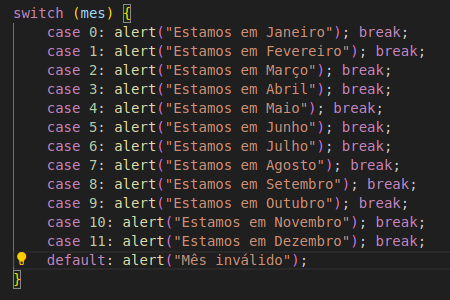 switch (mes) {
case 0: alert("Estamos em Janeiro"); break;
case 1: alert("Estamos em Fevereiro"); break;
case 2: alert("Estamos em Março"); break;
case 3: alert("Estamos em Abril"); break;
case 4: alert("Estamos em Maio"); break;
case 5: alert("Estamos em Junho"); break;
case 6: alert("Estamos em Julho"); break;
case 7: alert("Estamos em Agosto"); break;
case 8: alert("Estamos em Setembro"); break;
case 9: alert("Estamos em Outubro"); break;
case 10: alert("Estamos em Novembro"); break;
case 11: alert("Estamos em Dezembro"); break;
default: alert("Mês inválido");
}